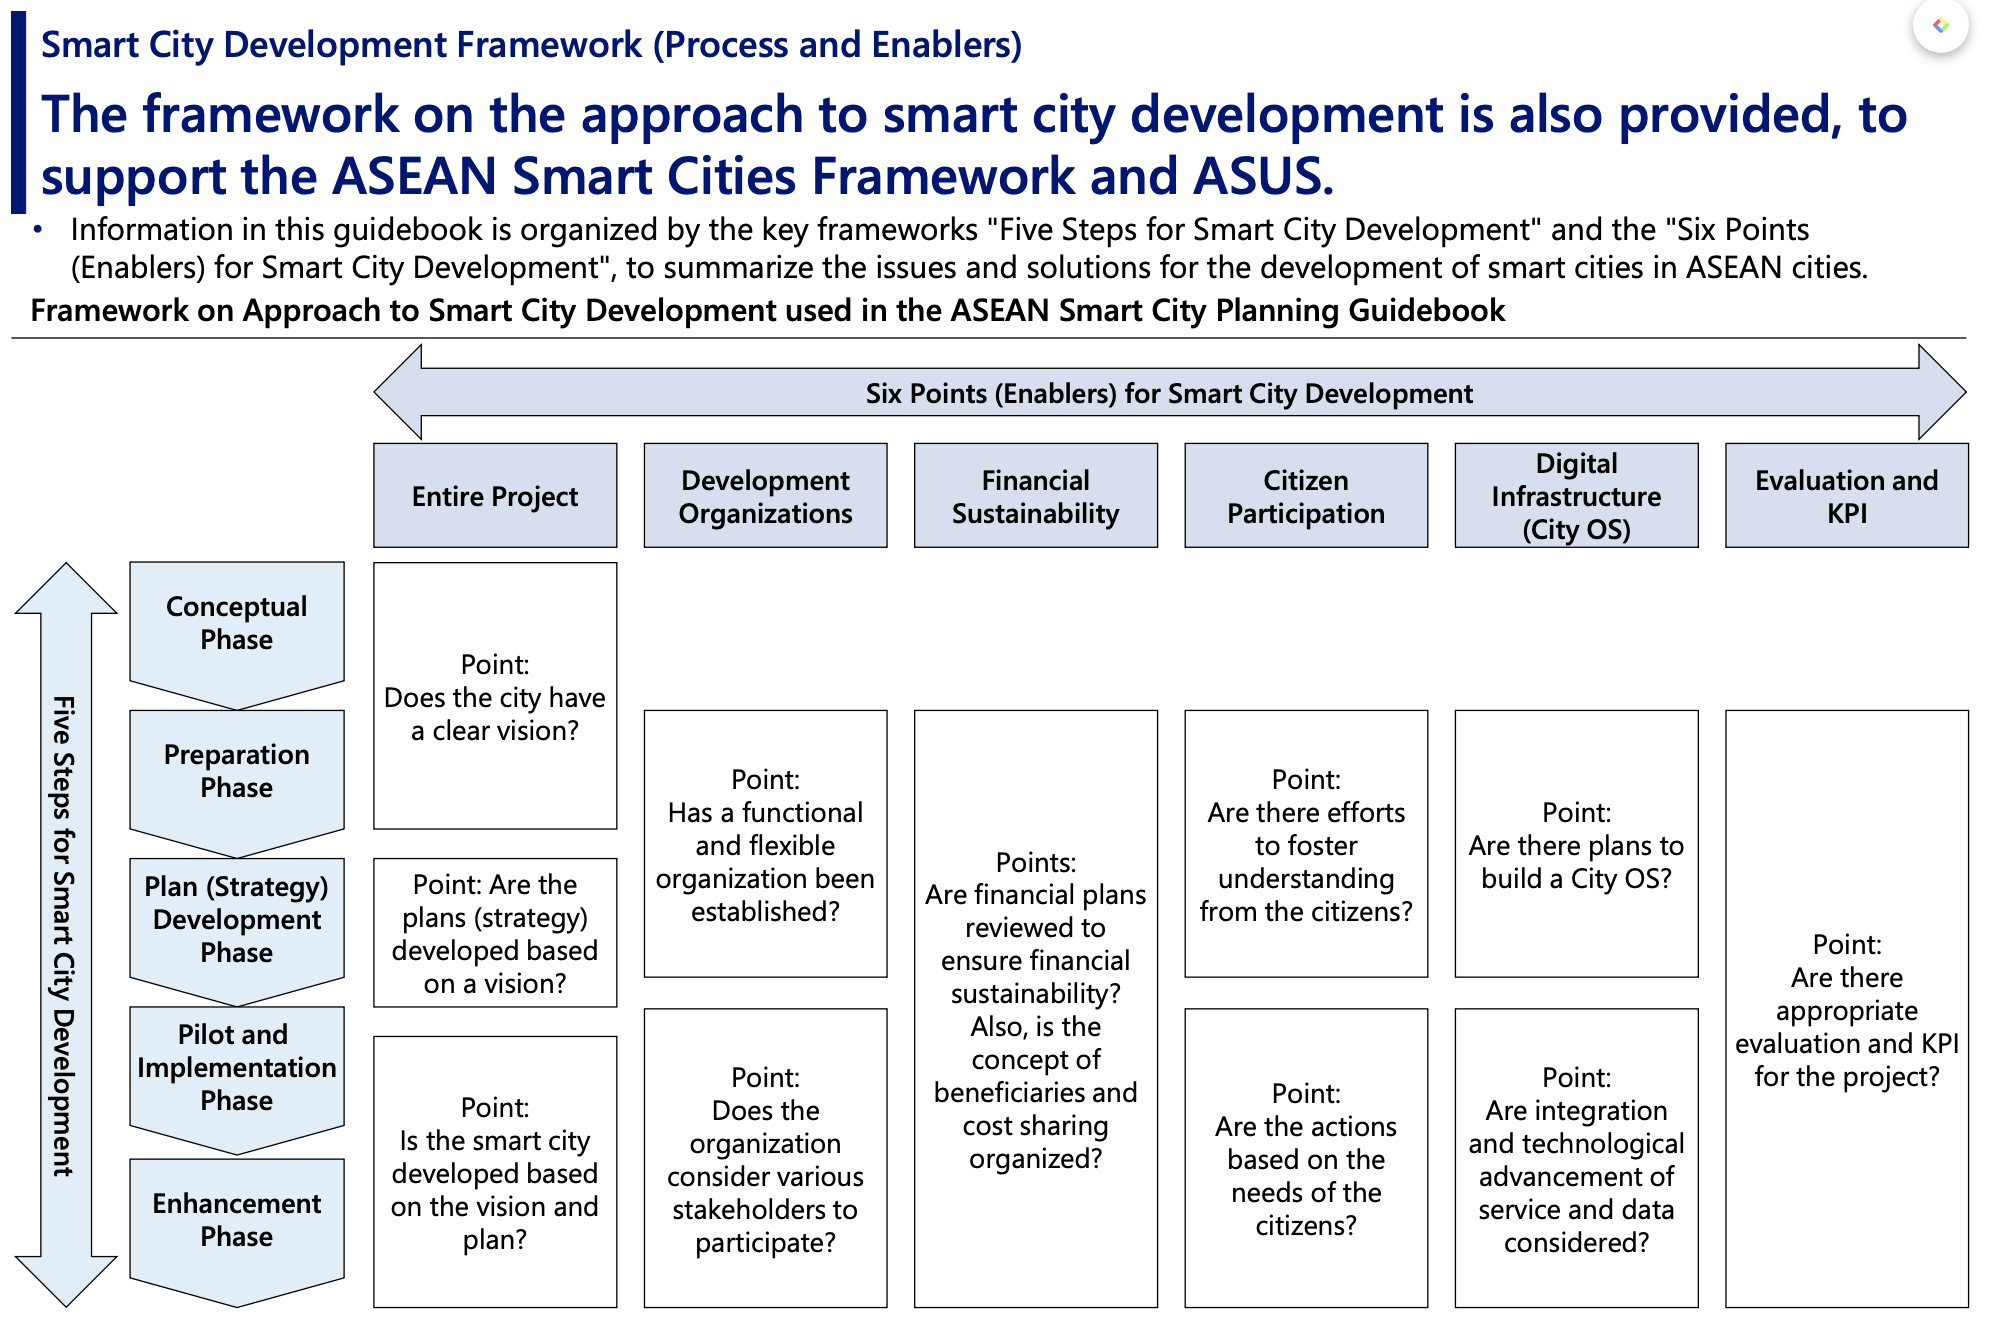 Smart City Development Framework (Process and Enablers)
The framework on the approach to smart city development is also provided, to
support the ASEAN Smart Cities Framework and ASUS.
• Information in this guidebook is organized by the key frameworks "Five Steps for Smart City Development" and the "Six Points
(Enablers) for Smart City Development", to summarize the issues and solutions for the development of smart cities in ASEAN cities.
Framework on Approach to Smart City Development used in the ASEAN Smart City Planning Guidebook
Six Points (Enablers) for Smart City Development
Entire Project
Development
Organizations
Financial
Sustainability
Citizen
Participation
Digital
Infrastructure
(City OS)
Evaluation and
KPI
Five Steps for Smart City Development
Conceptual
Phase
Preparation
Phase
Plan (Strategy)
Development
Phase
Pilot and
Implementation
Phase
Enhancement
Phase
Point:
Does the city have
a clear vision?
Point: Are the
plans (strategy)
developed based
on a vision?
Point:
Is the smart city
developed based
on the vision and
plan?
Point:
Has a functional
and flexible
organization been
established?
Point:
Does the
organization
consider various
stakeholders to
participate?
Points:
Are financial plans
reviewed to
ensure financial
sustainability?
Also, is the
concept of
beneficiaries and
cost sharing
organized?
Point:
Are there efforts
to foster
understanding
from the citizens?
Point:
Are the actions
based on the
needs of the
citizens?
Point:
Are there plans to
build a City OS?
Point:
Are integration
and technological
advancement of
service and data
considered?
Point:
Are there
appropriate
evaluation and KPI
for the project?